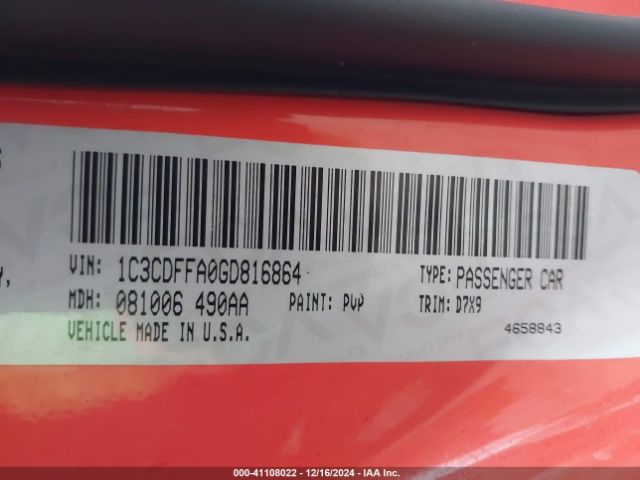 VIN: 1C3CDFFA0GD816864 TYPE: PASSENGER CAR
MDH: 081006 490AA PAINT: PVP TRIM: D7X9
VEHICLE MADE IN U.S.A. 4658843
000-41108022 - 12/16/2024 - IAA Inc.